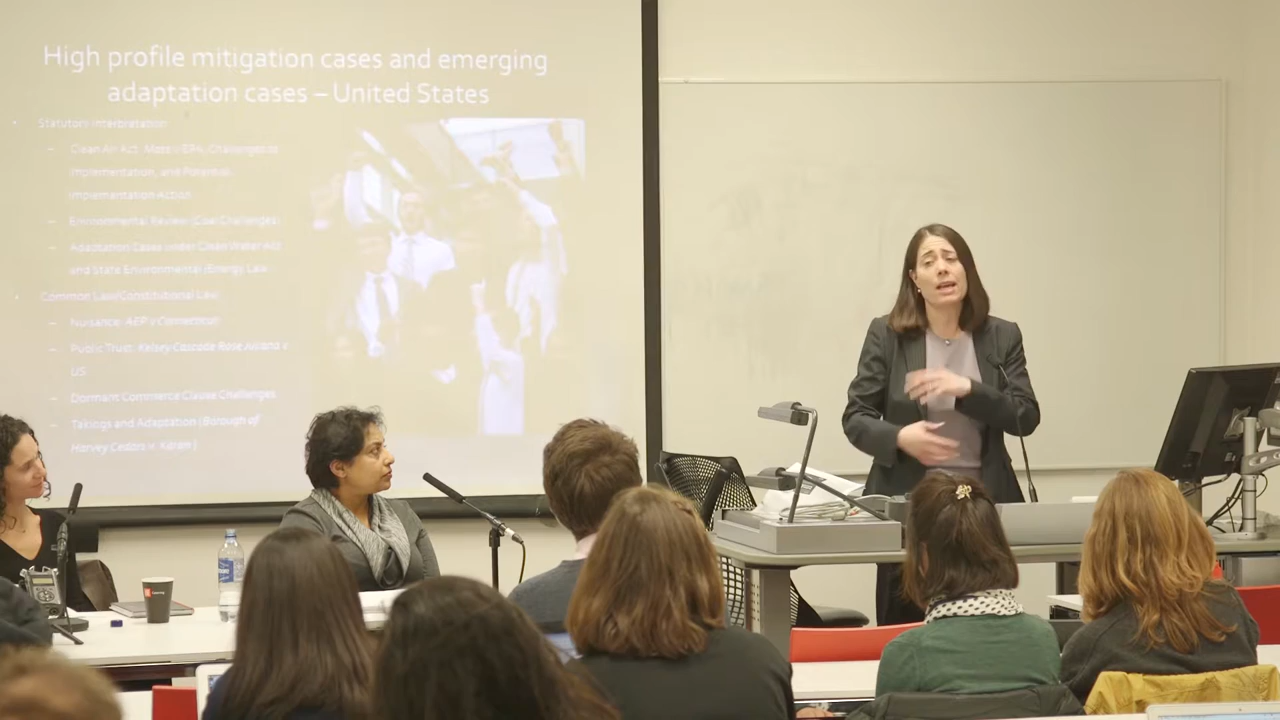 High profile mitigation cases and emerging
adaptation cases – United States
Statutory Interpretation
– Clean Air Act: Mass v EPA, Challenges to
Implementation, and Potential
Implementation Action
– Environmental Review (Coal Challenges)
– Adaptation Cases under Clean Water Act
and State Environmental/Energy Law
Common Law/Constitutional Law
– Nuisance: AEP v Connecticut
– Public Trust: Kelsey Cascade Rose Juliana v
US
– Dormant Commerce Clause Challenges
– Takings and Adaptation (Borough of
Harvey Cedars v. Karan)